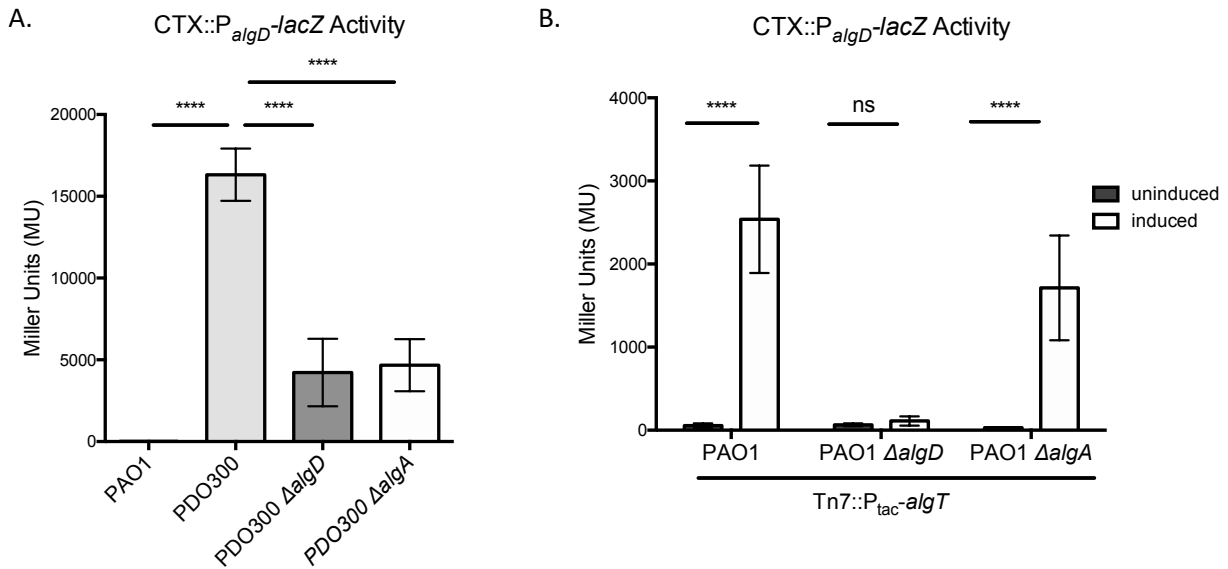 A.
CTX::PalgD-lacZ Activity
****
**** ****
Miller Units (MU)
20000
15000
10000
5000
0
PAO1
PDO300
PDO300 ΔalgD
PDO300 ΔalgA
B.
CTX::PalgD-lacZ Activity
**** ns ****
Miller Units (MU)
4000
3000
2000
1000
0
uninduced
induced
PAO1 PAO1 ΔalgD PAO1 ΔalgA
Tn7::Ptac-algT